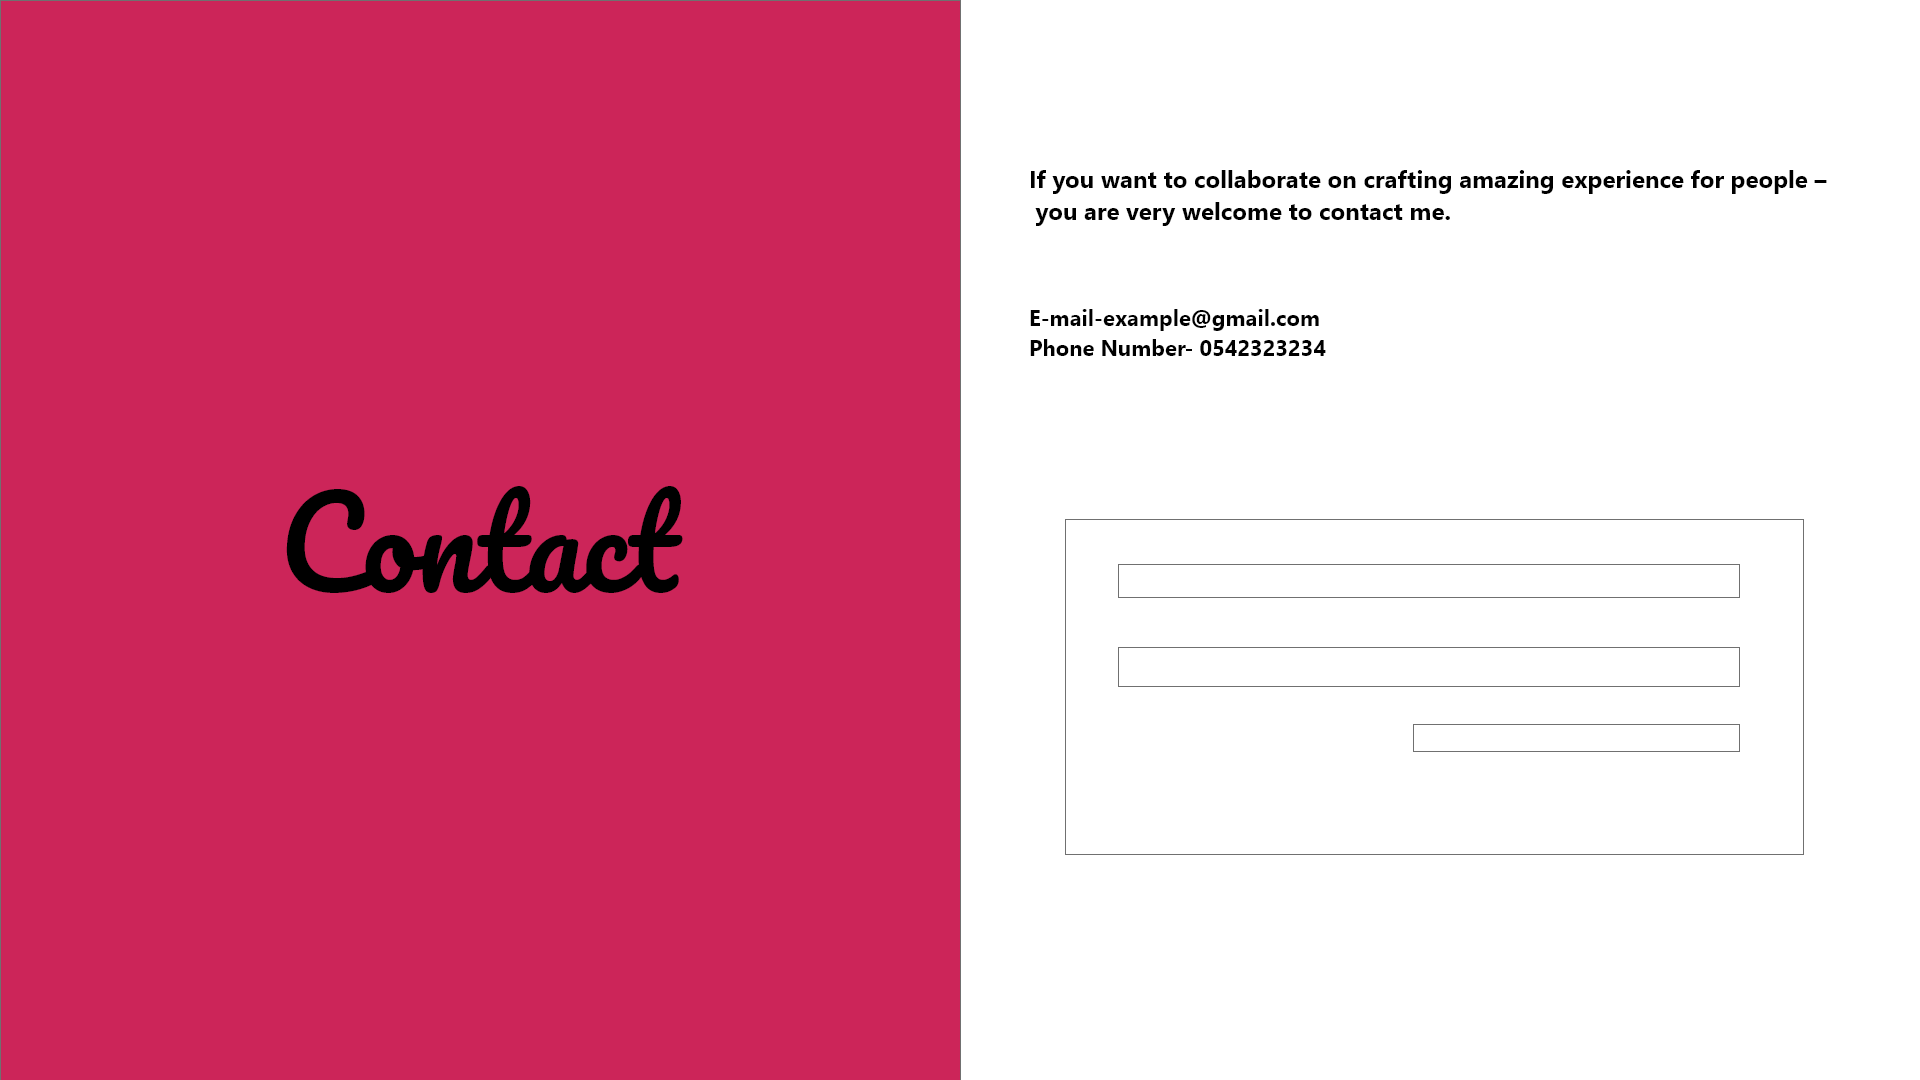 Contact
If you want to collaborate on crafting amazing experience for people –
you are very welcome to contact me.
E-mail-example@gmail.com
Phone Number- 0542323234